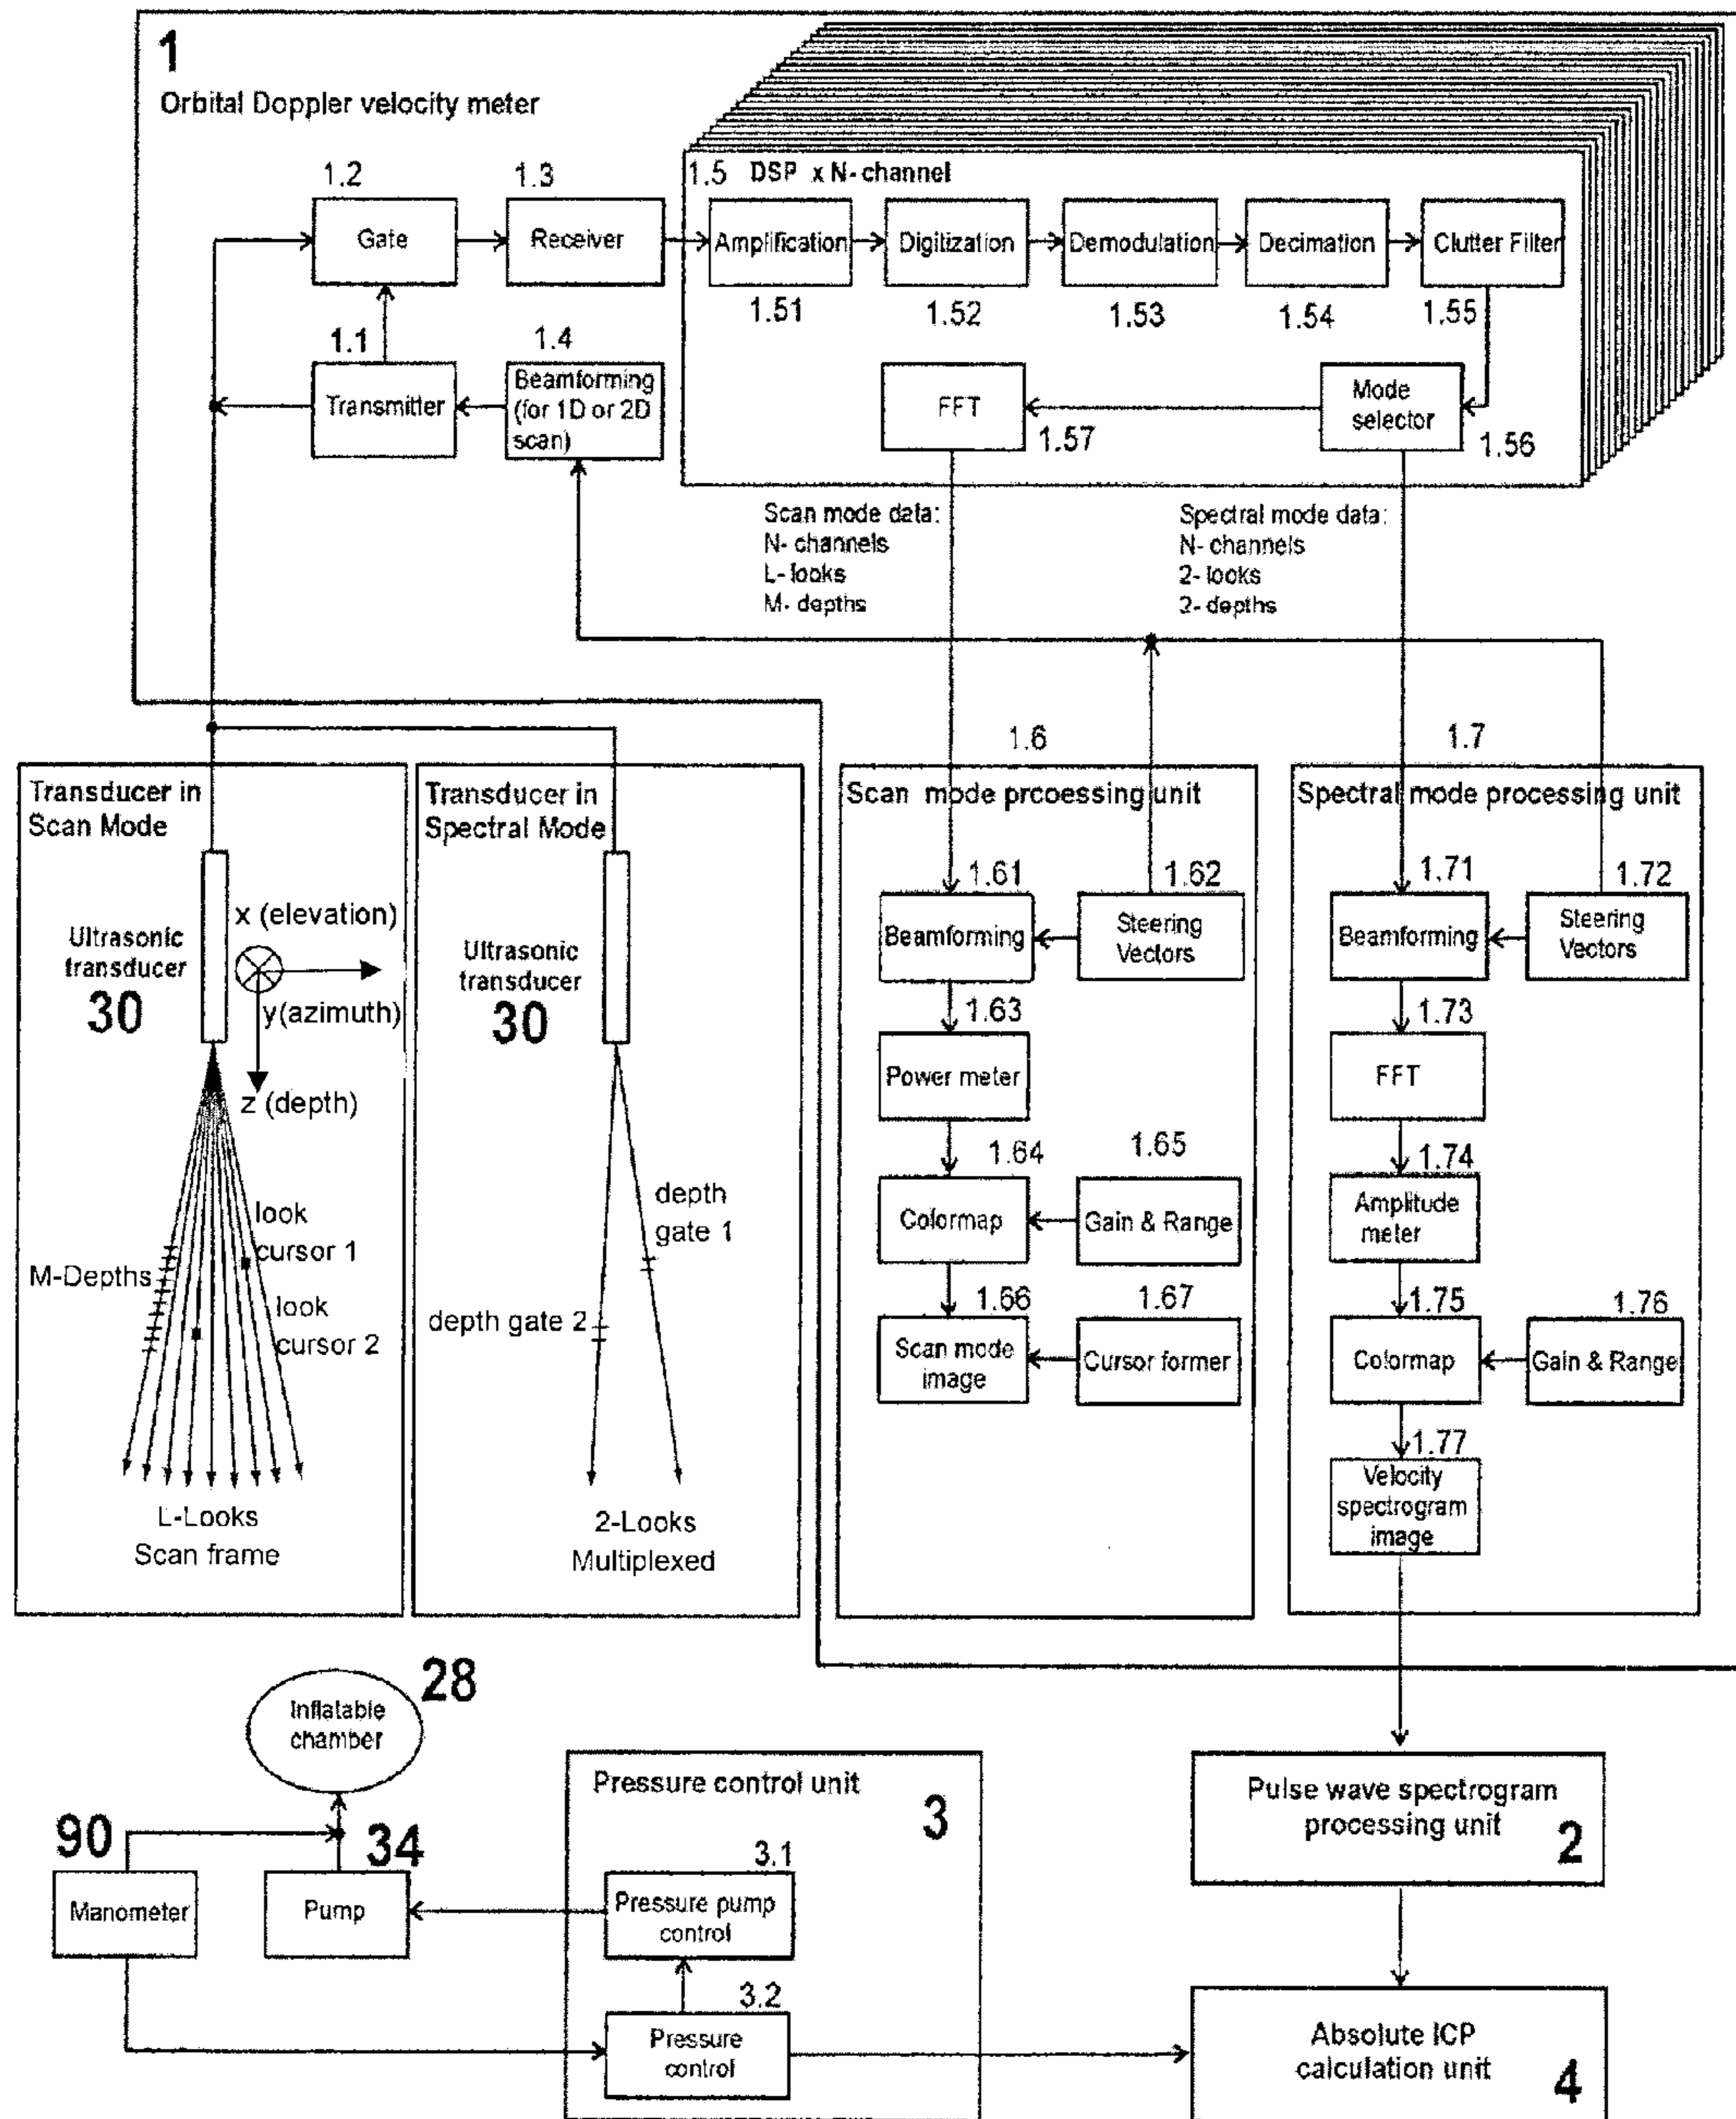 1
Orbital Doppler velocity meter
1.2
1.3
1.5 DSP x N- channel
Gate
Receiver
Amplification
Digitization
Demodulation
Decimation
Clutter Filter
1.51
1.52
1.53
1.54
1.55
1.1
1.4
Transmitter
Beamforming
(for 1D or 2D
scan)
FFT
1.57
Mode
selector
1.56
Scan mode data:
N- channels
L- looks
M- depths
Spectral mode data:
N- channels
2- looks
2- depths
1.6
1.7
Transducer in
Scan Mode
Ultrasonic
transducer
30
x (elevation)
y(azimuth)
z (depth)
look
cursor 1
M-Depths
look
cursor 2
L-Looks
Scan frame
Transducer in
Spectral Mode
Ultrasonic
transducer
30
depth
gate 1
depth gate 2
2-Looks
Multiplexed
Scan mode prcoessing unit
1.61
1.62
Beamforming
Steering
Vectors
1.63
Power meter
1.64
1.65
Colormap
Gain & Range
1.66
1.67
Scan mode
image
Cursor former
Spectral mode processing unit
1.71
1.72
Beamforming
Steering
Vectors
1.73
FFT
1.74
Amplitude
meter
1.75
1.76
Colormap
Gain & Range
1.77
Velocity
spectrogram
image
28
Inflatable
chamber
90
34
Manometer
Pump
Pressure control unit
3
3.1
Pressure pump
control
3.2
Pressure
control
Pulse wave spectrogram
processing unit
2
Absolute ICP
calculation unit
4